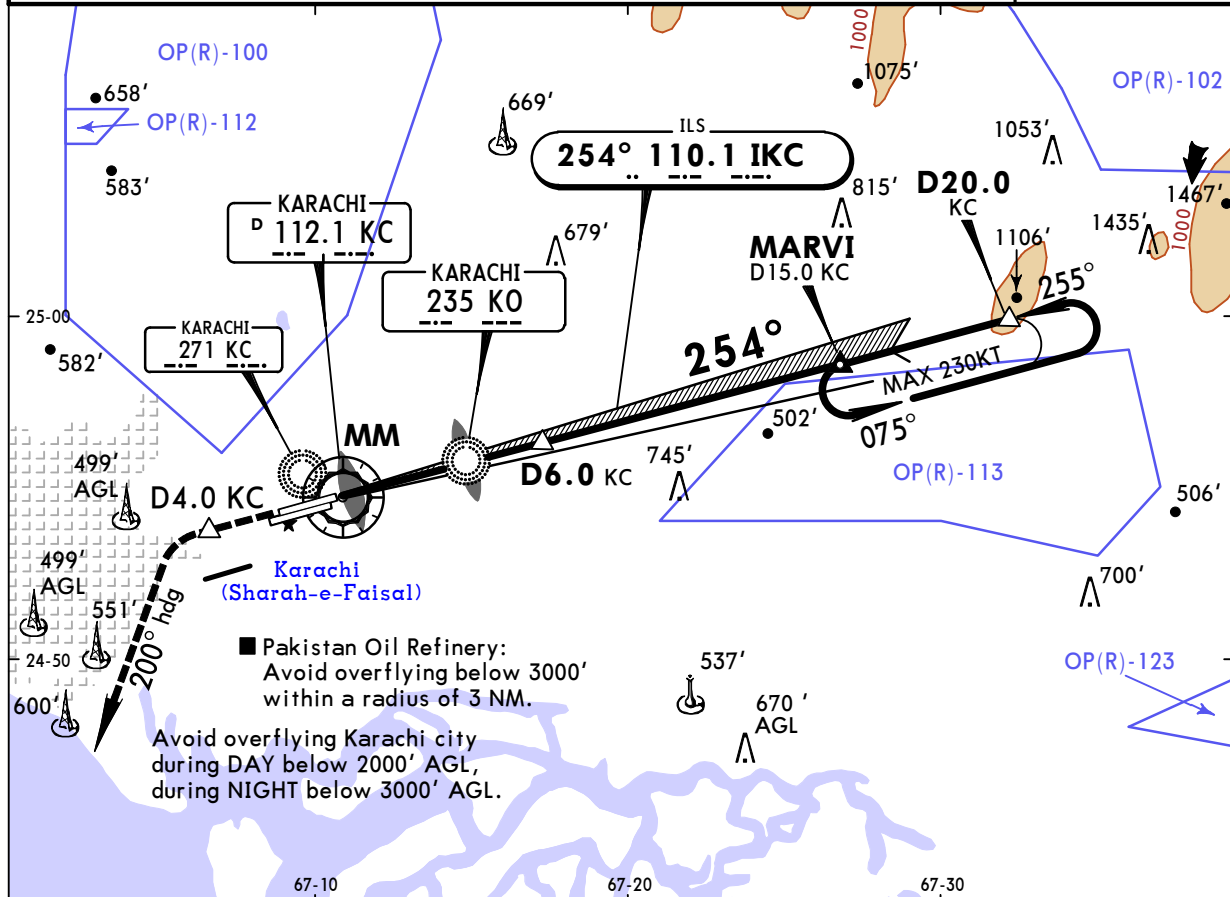 OP(R)-100
1000
1075'
OP(R)-102
658'
OP(R)-112
669'
ILS
254° 110.1 IKC
1053'
583'
815'
D20.0
KC
1467'
KARACHI
D 112.1 KC
679'
MARVI
D15.0 KC
1435'
1000
1106'
KARACHI
235 KO
255°
25-00
KARACHI
271 KC
254°
582'
MAX 230KT
MM
502'
075°
499'
AGL
D4.0 KC
D6.0 KC
745'
OP(R)-113
506'
499'
AGL
Karachi
(Sharah-e-Faisal)
700'
551'
200° hdg
Pakistan Oil Refinery:
Avoid overflying below 3000'
within a radius of 3 NM.
24-50
537'
OP(R)-123
600'
670'
AGL
Avoid overflying Karachi city
during DAY below 2000' AGL,
during NIGHT below 3000' AGL.
67-10
67-20
67-30